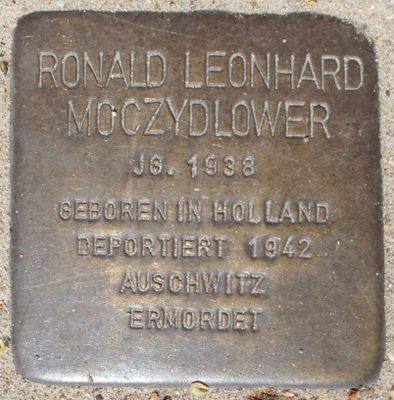 RONALD LEONHARD
MOCZYDLOWER
JG. 1938
GEBOREN IN HOLLAND
DEPORTIERT 1942
AUSCHWITZ
ERMORDET